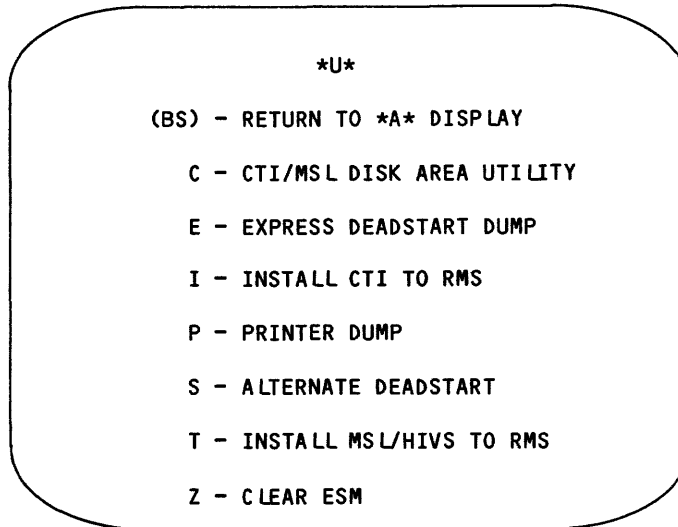 *U*
(BS) - RETURN TO *A* DISPLAY
C - CTI/MSL DISK AREA UTILITY
E - EXPRESS DEADSTART DUMP
I - INSTALL CTI TO RMS
P - PRINTER DUMP
S - ALTERNATE DEADSTART
T - INSTALL MSL/HIVS TO RMS
Z - CLEAR ESM